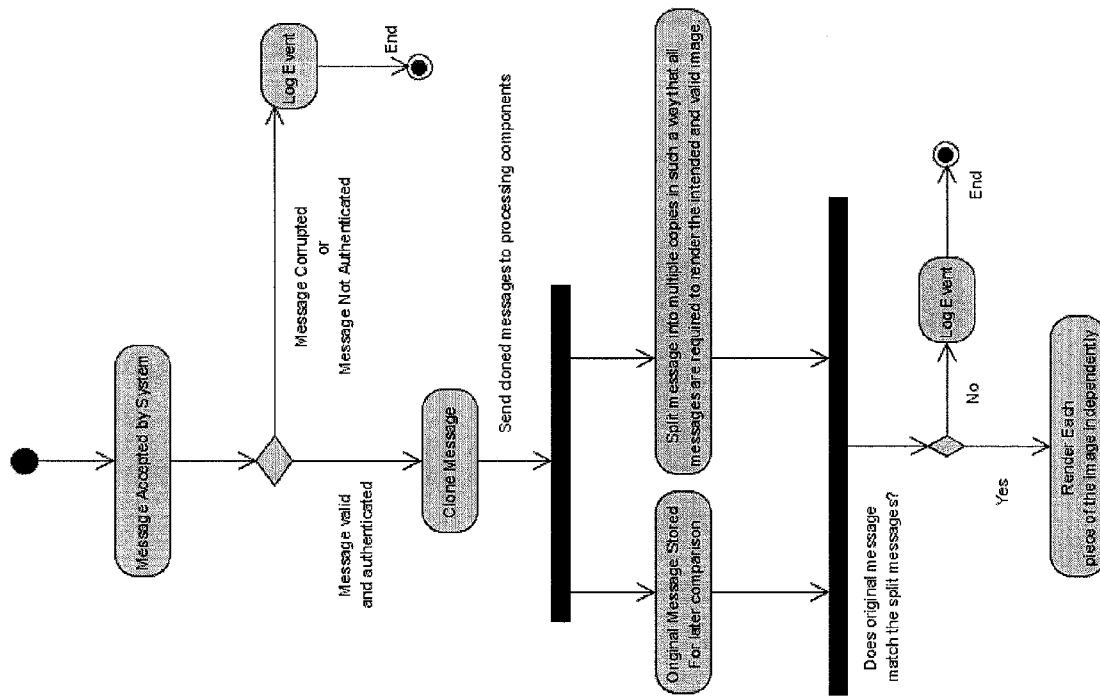 Message Accepted by System
Message Corrupted
or
Message Not Authenticated
Log Event
End
Message valid
and authenticated
Clone Message
Send cloned messages to processing components
Original Message Stored
For later comparison
Split message into multiple copies in such a way that all
messages are required to render the intended and valid image.
Does original message
match the split messages?
No
Log Event
End
Yes
Render Each
piece of the image independently